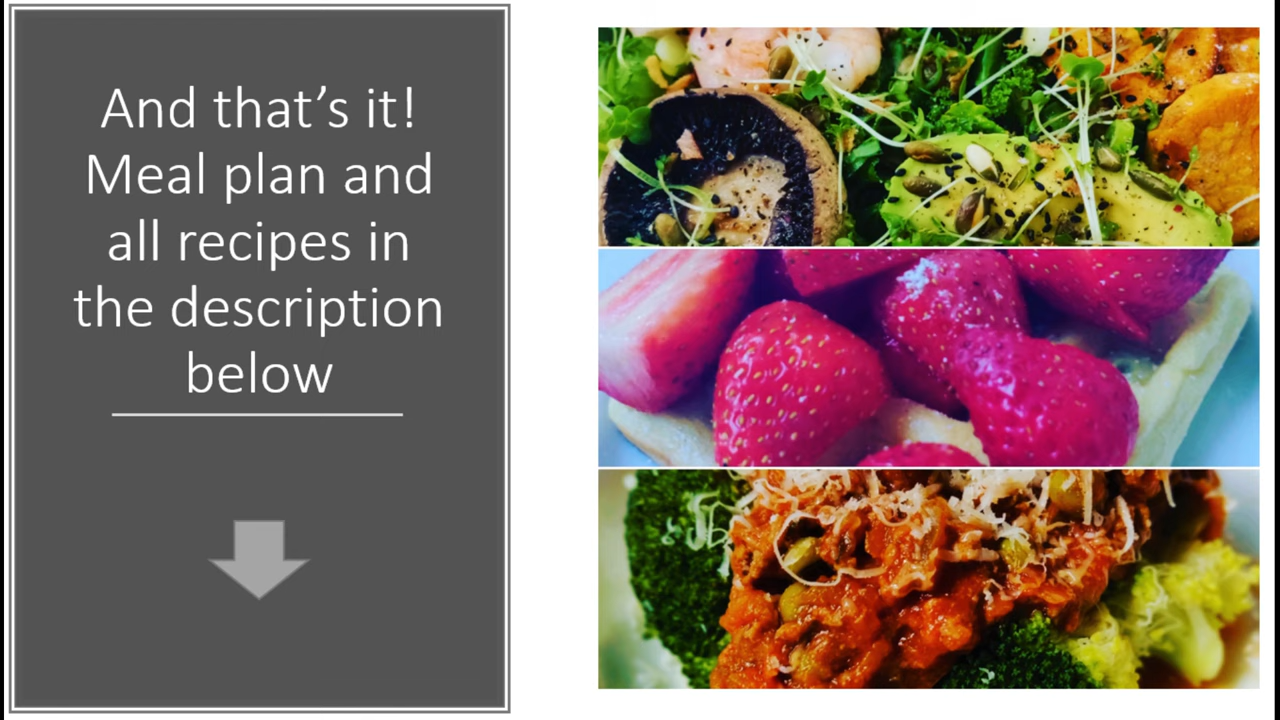 And that’s it!
Meal plan and
all recipes in
the description
below